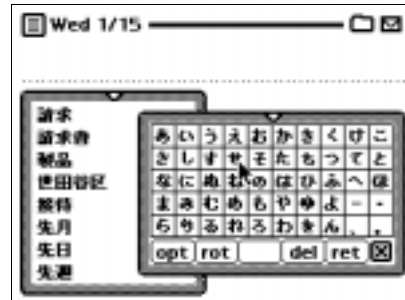 Wed 1/15
請求
請求書
製品
世田谷区
接待
先月
先日
先週
あ い う え お か き く け こ
さ し す せ そ た ち つ て と
な に ぬ ね の は ひ ふ へ ほ
ま み む め も や ゆ よ ー ・
ら り る れ ろ わ を ん 、 。
opt rot del ret